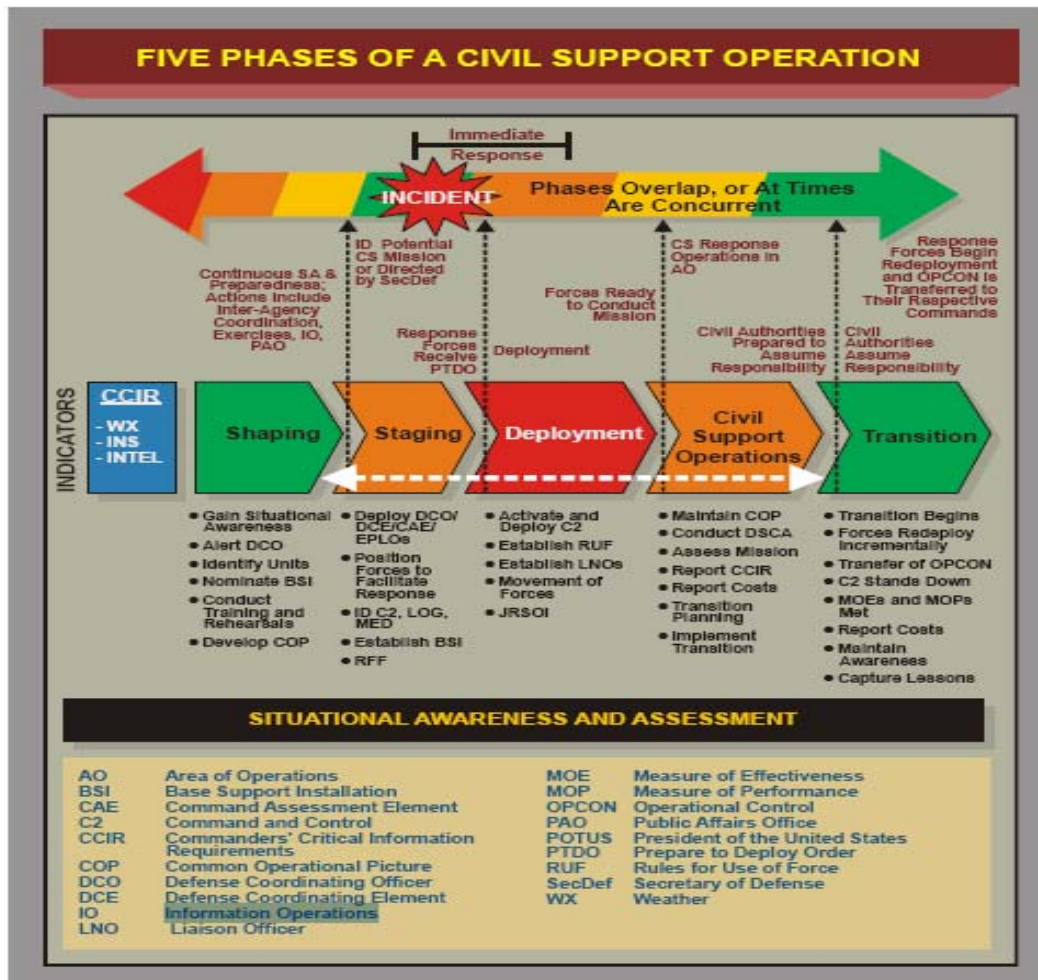 FIVE PHASES OF A CIVIL SUPPORT OPERATION
Immediate
Response
INCIDENT
Phases Overlap, or At Times
Are Concurrent
Continuous SA &
Preparedness;
Actions Include
Inter-Agency
Coordination,
Exercises, IO,
PAO
ID Potential
CS Mission
or Directed
by SecDef
Response
Forces
Receive
PTDO
Deployment
Forces Ready
to Conduct
Mission
CS Response
Operations in
AO
Civil Authorities
Prepared to
Assume
Responsibility
Civil
Authorities
Assume
Responsibility
Response
Forces Begin
Redeployment
and OPCON is
Transferred to
Their Respective
Commands
INDICATORS
CCIR
- WX
- INS
- INTEL
Shaping
Staging
Deployment
Civil
Support
Operations
Transition
• Gain Situational
Awareness
• Alert DCO
• Identify Units
• Nominate BSI
• Conduct
Training and
Rehearsals
• Develop COP
• Deploy DCO/
DCE/CAE/
EPLOs
• Position
Forces to
Facilitate
Response
• ID C2, LOG,
MED
• Establish BSI
• RFF
• Activate and
Deploy C2
• Establish RUF
• Establish LNOs
• Movement of
Forces
• JRSOI
• Maintain COP
• Conduct DSCA
• Assess Mission
• Report CCIR
• Report Costs
• Transition
Planning
• Implement
Transition
• Transition Begins
• Forces Redeploy
Incrementally
• Transfer of OPCON
• C2 Stands Down
• MOEs and MOPs
Met
• Report Costs
• Maintain
Awareness
• Capture Lessons
SITUATIONAL AWARENESS AND ASSESSMENT
AO Area of Operations
BSI Base Support Installation
CAE Command Assessment Element
C2 Command and Control
CCIR Commanders' Critical Information
Requirements
COP Common Operational Picture
DCO Defense Coordinating Officer
DCE Defense Coordinating Element
IO Information Operations
LNO Liaison Officer
MOE Measure of Effectiveness
MOP Measure of Performance
OPCON Operational Control
PAO Public Affairs Office
POTUS President of the United States
PTDO Prepare to Deploy Order
RUF Rules for Use of Force
SecDef Secretary of Defense
WX Weather